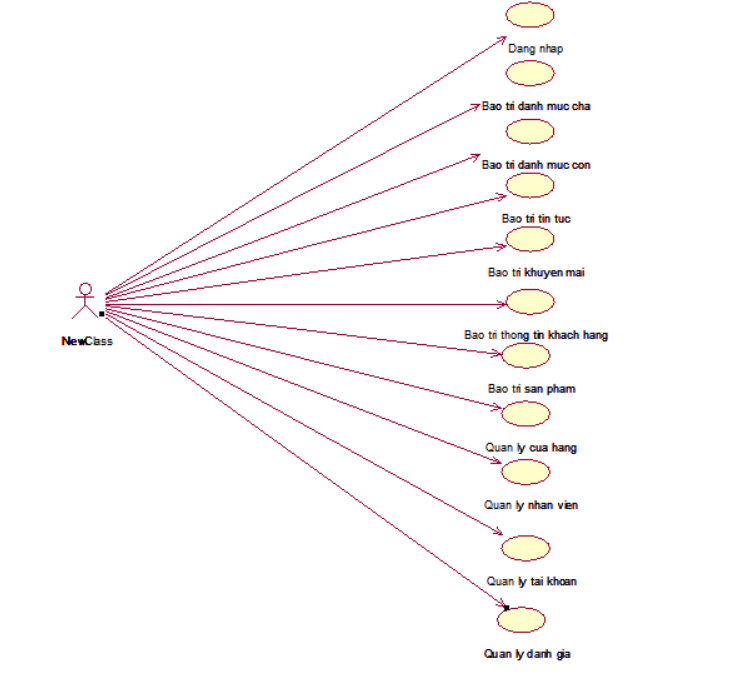 Dang nhap
Bao tri danh muc cha
Bao tri danh muc con
Bao tri tin tuc
Bao tri khuyen mai
NewClass
Bao tri thong tin khach hang
Bao tri san pham
Quan ly cua hang
Quan ly nhan vien
Quan ly tai khoan
Quan ly danh gia